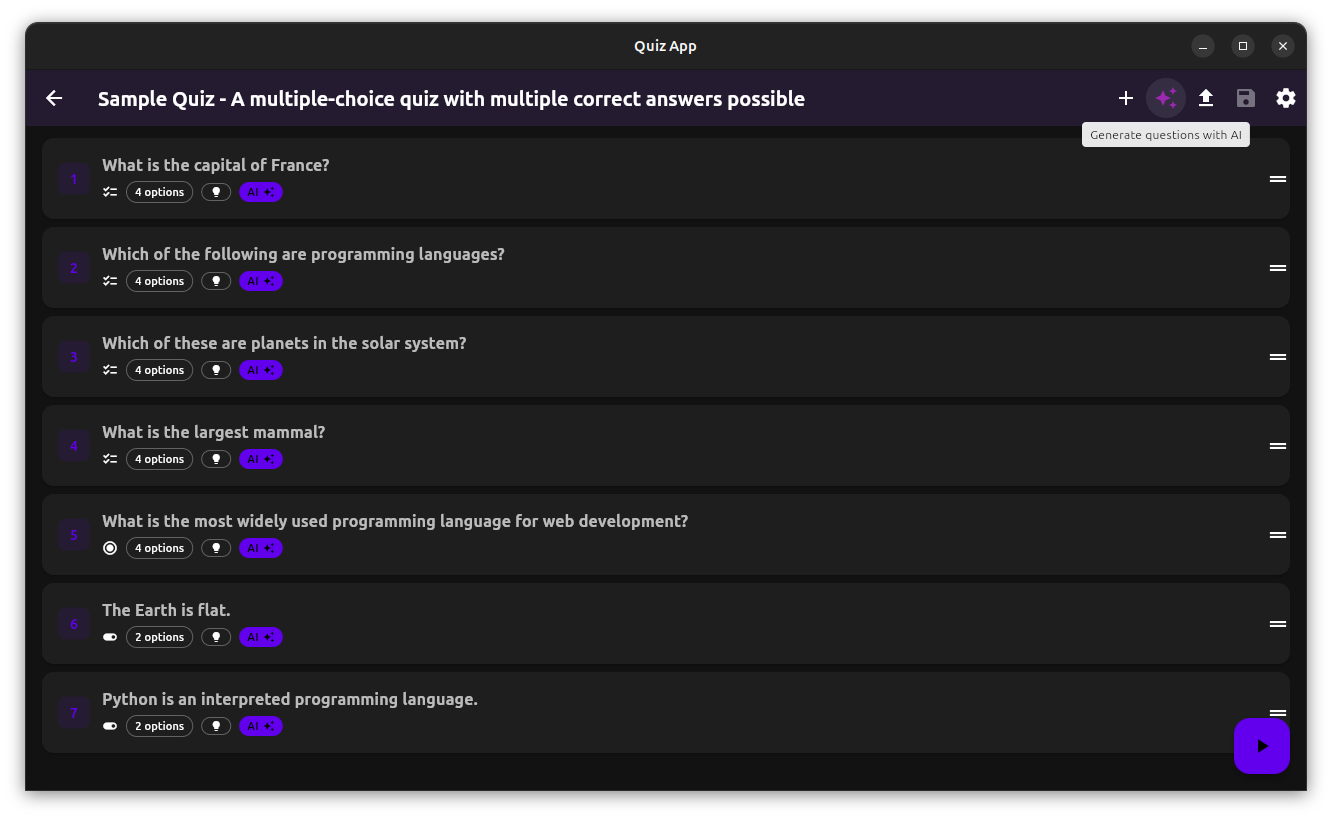 Quiz App
Sample Quiz - A multiple-choice quiz with multiple correct answers possible
Generate questions with AI
1
What is the capital of France?
4 options AI
2
Which of the following are programming languages?
4 options AI
3
Which of these are planets in the solar system?
4 options AI
4
What is the largest mammal?
4 options AI
5
What is the most widely used programming language for web development?
4 options AI
6
The Earth is flat.
2 options AI
7
Python is an interpreted programming language.
2 options AI